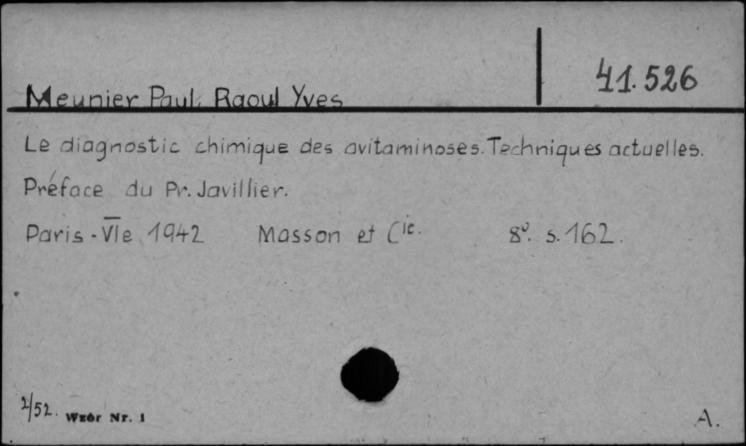 41.526
Meunier Paul, Raoul Yves
Le diagnostic chimique des avitaminoses. Techniques actuelles.
Préface du Pr. Javillier.
Paris - VIe 1942 Masson et Cie. 8º. s. 162.
2/52. Wzór Nr. 1 A.